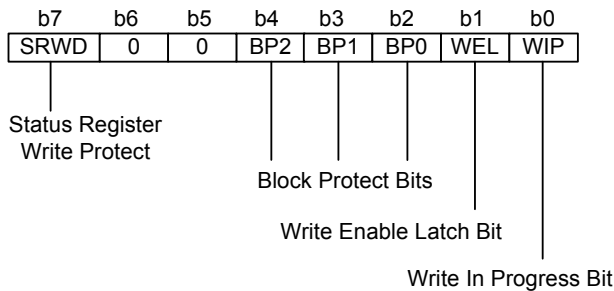 b7 b6 b5 b4 b3 b2 b1 b0
SRWD 0 0 BP2 BP1 BP0 WEL WIP
Status Register
Write Protect
Block Protect Bits
Write Enable Latch Bit
Write In Progress Bit